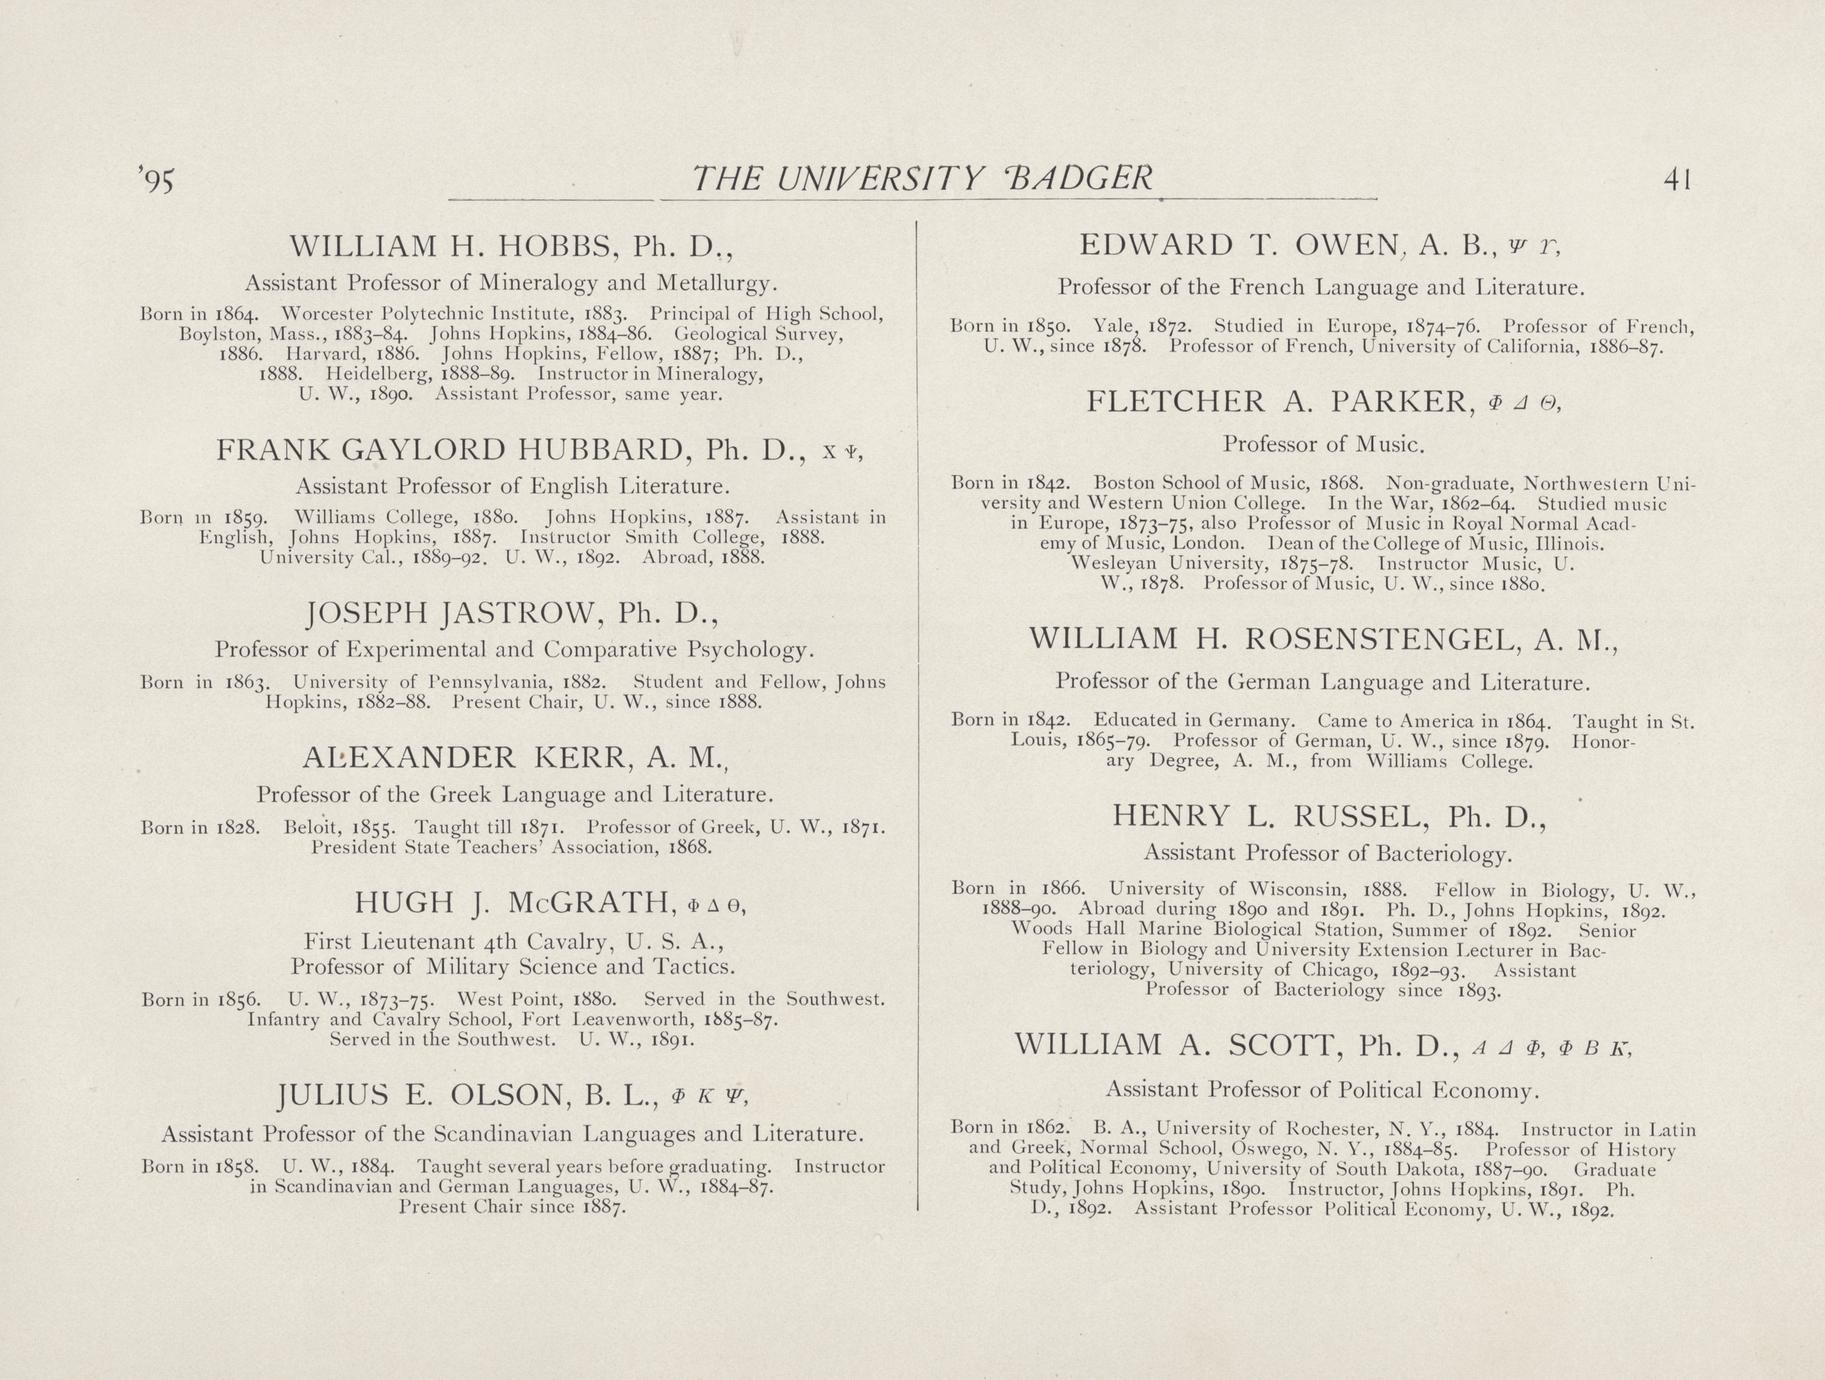 '95
THE UNIVERSITY BADGER
41
WILLIAM H. HOBBS, Ph. D.,
Assistant Professor of Mineralogy and Metallurgy.
Born in 1864. Worcester Polytechnic Institute, 1883. Principal of High School,
Boylston, Mass., 1883–84. Johns Hopkins, 1884–86. Geological Survey,
1886. Harvard, 1886. Johns Hopkins, Fellow, 1887; Ph. D.,
1888. Heidelberg, 1888–89. Instructor in Mineralogy,
U. W., 1890. Assistant Professor, same year.
FRANK GAYLORD HUBBARD, Ph. D., Χ Ψ,
Assistant Professor of English Literature.
Born in 1859. Williams College, 1880. Johns Hopkins, 1887. Assistant in
English, Johns Hopkins, 1887. Instructor Smith College, 1888.
University Cal., 1889–92. U. W., 1892. Abroad, 1888.
JOSEPH JASTROW, Ph. D.,
Professor of Experimental and Comparative Psychology.
Born in 1863. University of Pennsylvania, 1882. Student and Fellow, Johns
Hopkins, 1882–88. Present Chair, U. W., since 1888.
ALEXANDER KERR, A. M.,
Professor of the Greek Language and Literature.
Born in 1828. Beloit, 1855. Taught till 1871. Professor of Greek, U. W., 1871.
President State Teachers' Association, 1868.
HUGH J. McGRATH, Φ Δ Θ,
First Lieutenant 4th Cavalry, U. S. A.,
Professor of Military Science and Tactics.
Born in 1856. U. W., 1873–75. West Point, 1880. Served in the Southwest.
Infantry and Cavalry School, Fort Leavenworth, 1885–87.
Served in the Southwest. U. W., 1891.
JULIUS E. OLSON, B. L., Φ Κ Ψ,
Assistant Professor of the Scandinavian Languages and Literature.
Born in 1858. U. W., 1884. Taught several years before graduating. Instructor
in Scandinavian and German Languages, U. W., 1884–87.
Present Chair since 1887.
EDWARD T. OWEN, A. B., Ψ Υ,
Professor of the French Language and Literature.
Born in 1850. Yale, 1872. Studied in Europe, 1874–76. Professor of French,
U. W., since 1878. Professor of French, University of California, 1886–87.
FLETCHER A. PARKER, Φ Δ Θ,
Professor of Music.
Born in 1842. Boston School of Music, 1868. Non-graduate, Northwestern Uni-
versity and Western Union College. In the War, 1862–64. Studied music
in Europe, 1873–75, also Professor of Music in Royal Normal Acad-
emy of Music, London. Dean of the College of Music, Illinois.
Wesleyan University, 1875–78. Instructor Music, U.
W., 1878. Professor of Music, U. W., since 1880.
WILLIAM H. ROSENSTENGEL, A. M.,
Professor of the German Language and Literature.
Born in 1842. Educated in Germany. Came to America in 1864. Taught in St.
Louis, 1865–79. Professor of German, U. W., since 1879. Honor-
ary Degree, A. M., from Williams College.
HENRY L. RUSSEL, Ph. D.,
Assistant Professor of Bacteriology.
Born in 1866. University of Wisconsin, 1888. Fellow in Biology, U. W.,
1888–90. Abroad during 1890 and 1891. Ph. D., Johns Hopkins, 1892.
Woods Hall Marine Biological Station, Summer of 1892. Senior
Fellow in Biology and University Extension Lecturer in Bac-
teriology, University of Chicago, 1892–93. Assistant
Professor of Bacteriology since 1893.
WILLIAM A. SCOTT, Ph. D., Α Δ Φ, Φ Β Κ,
Assistant Professor of Political Economy.
Born in 1862. B. A., University of Rochester, N. Y., 1884. Instructor in Latin
and Greek, Normal School, Oswego, N. Y., 1884–85. Professor of History
and Political Economy, University of South Dakota, 1887–90. Graduate
Study, Johns Hopkins, 1890. Instructor, Johns Hopkins, 1891. Ph.
D., 1892. Assistant Professor Political Economy, U. W., 1892.